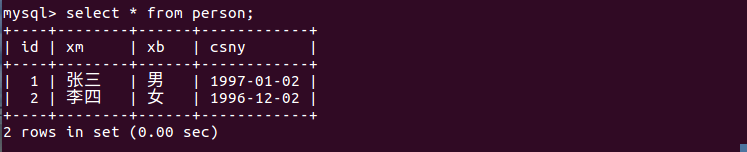 mysql> select * from person;
+----+--------+------+------------+
| id | xm     | xb   | csny       |
+----+--------+------+------------+
|  1 | 张三   | 男   | 1997-01-02 |
|  2 | 李四   | 女   | 1996-12-02 |
+----+--------+------+------------+
2 rows in set (0.00 sec)